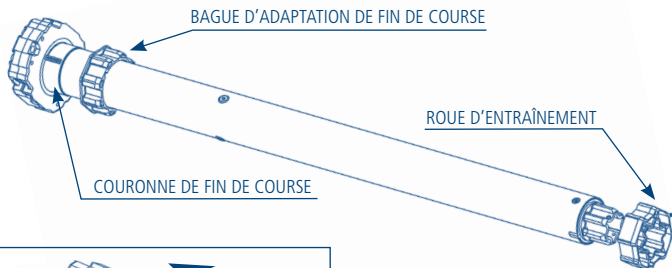 BAGUE D’ADAPTATION DE FIN DE COURSE
ROUE D’ENTRAÎNEMENT
COURONNE DE FIN DE COURSE